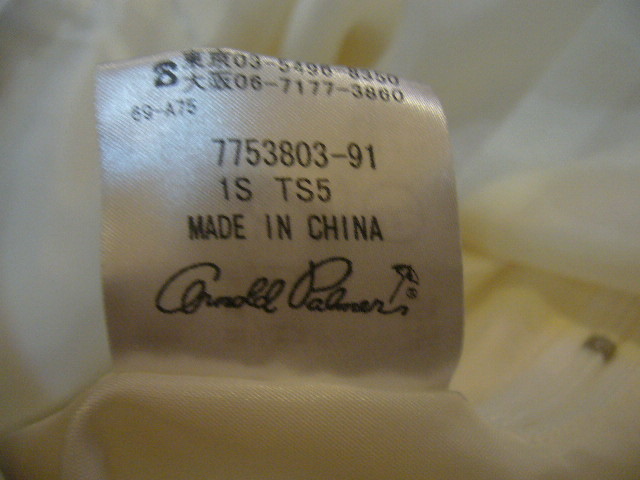 東京03-5496-8350
S 大阪06-7177-3860
69-A75
7753803-91
1S TS5
MADE IN CHINA
Arnold Palmer